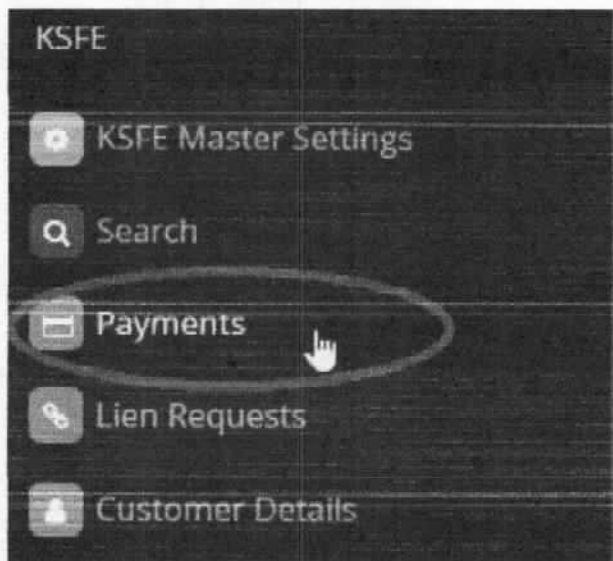 KSFE
KSFE Master Settings
Search
Payments
Lien Requests
Customer Details